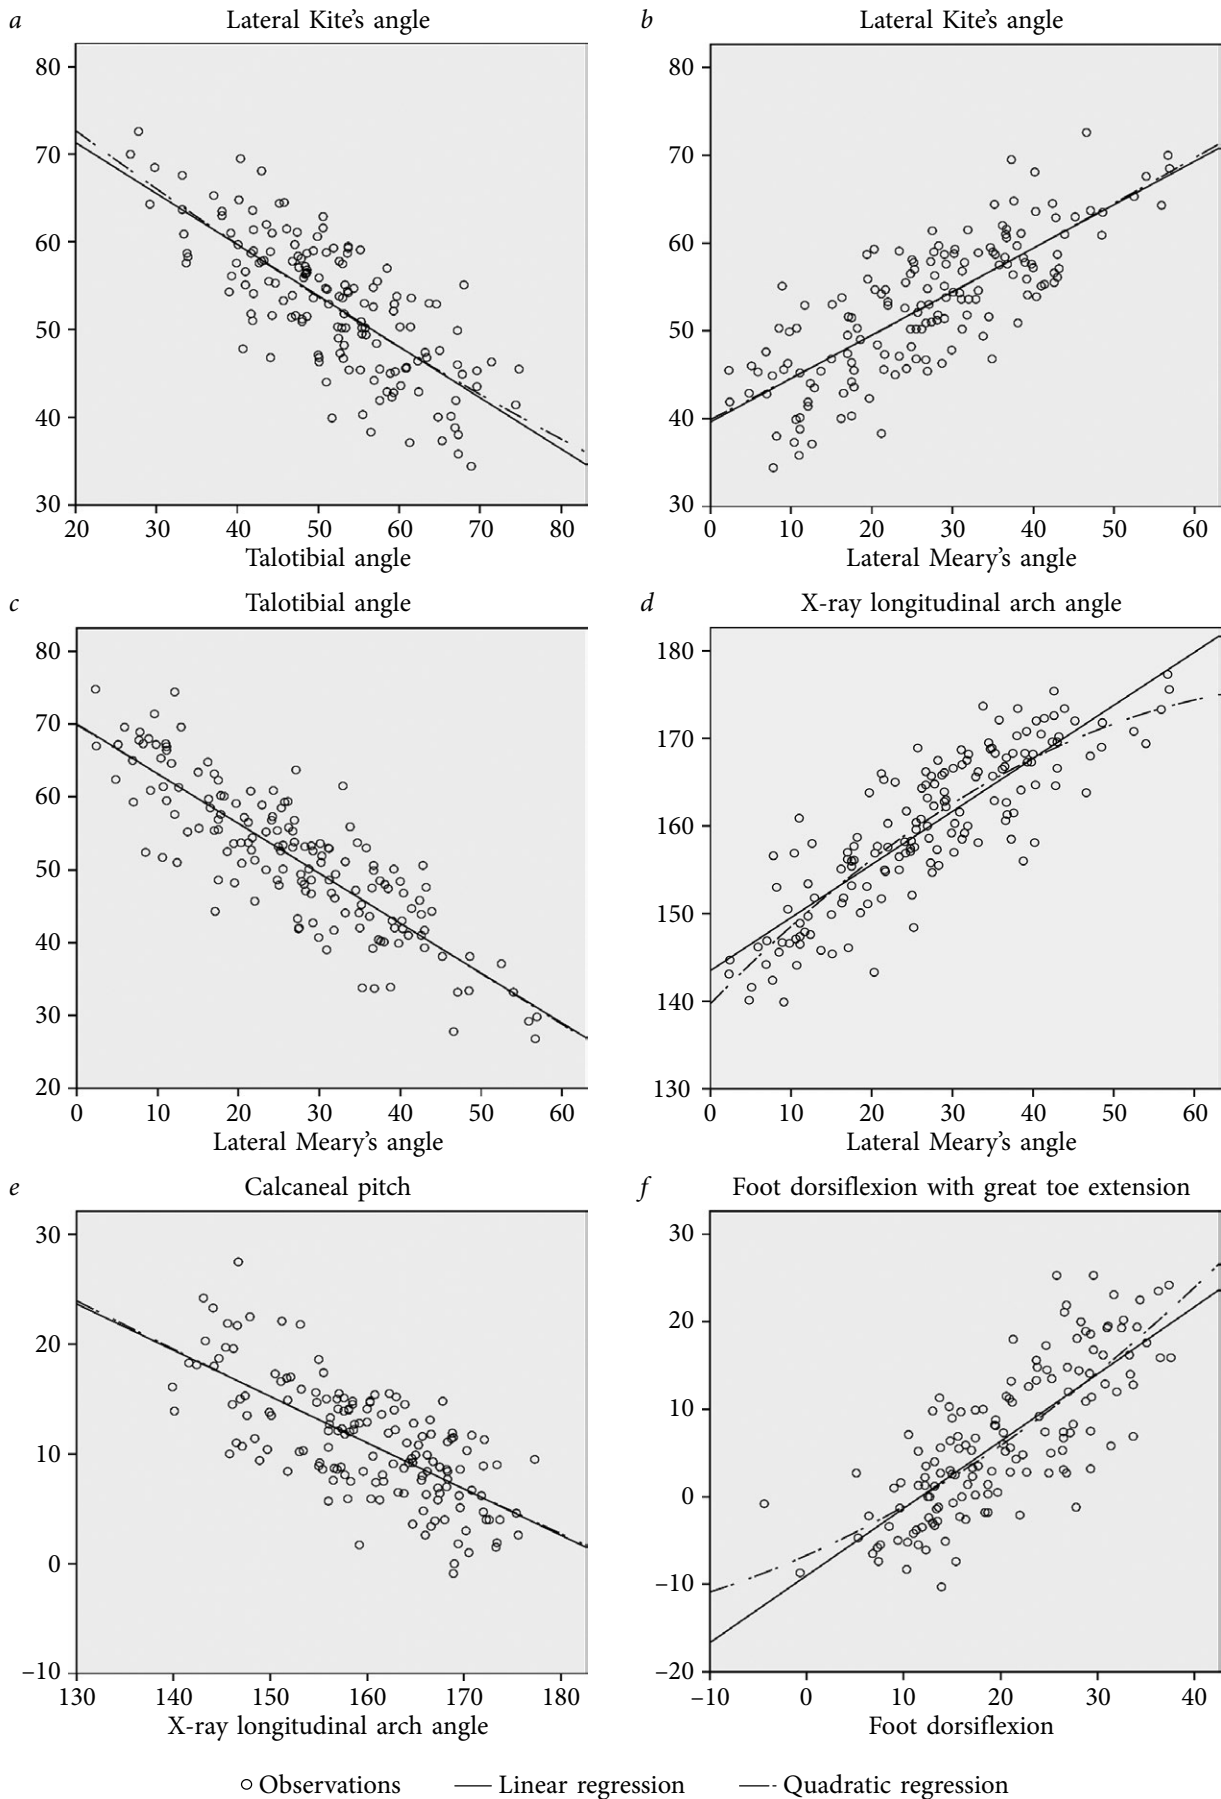 a Lateral Kite's angle
80
70
60
50
40
30
20 30 40 50 60 70 80
Talotibial angle
b Lateral Kite's angle
80
70
60
50
40
30
0 10 20 30 40 50 60
Lateral Meary's angle
c Talotibial angle
80
70
60
50
40
30
20
0 10 20 30 40 50 60
Lateral Meary's angle
d X-ray longitudinal arch angle
180
170
160
150
140
130
0 10 20 30 40 50 60
Lateral Meary's angle
e Calcaneal pitch
30
20
10
0
−10
130 140 150 160 170 180
X-ray longitudinal arch angle
f Foot dorsiflexion with great toe extension
30
20
10
0
−10
−20
−10 0 10 20 30 40
Foot dorsiflexion
Observations Linear regression Quadratic regression